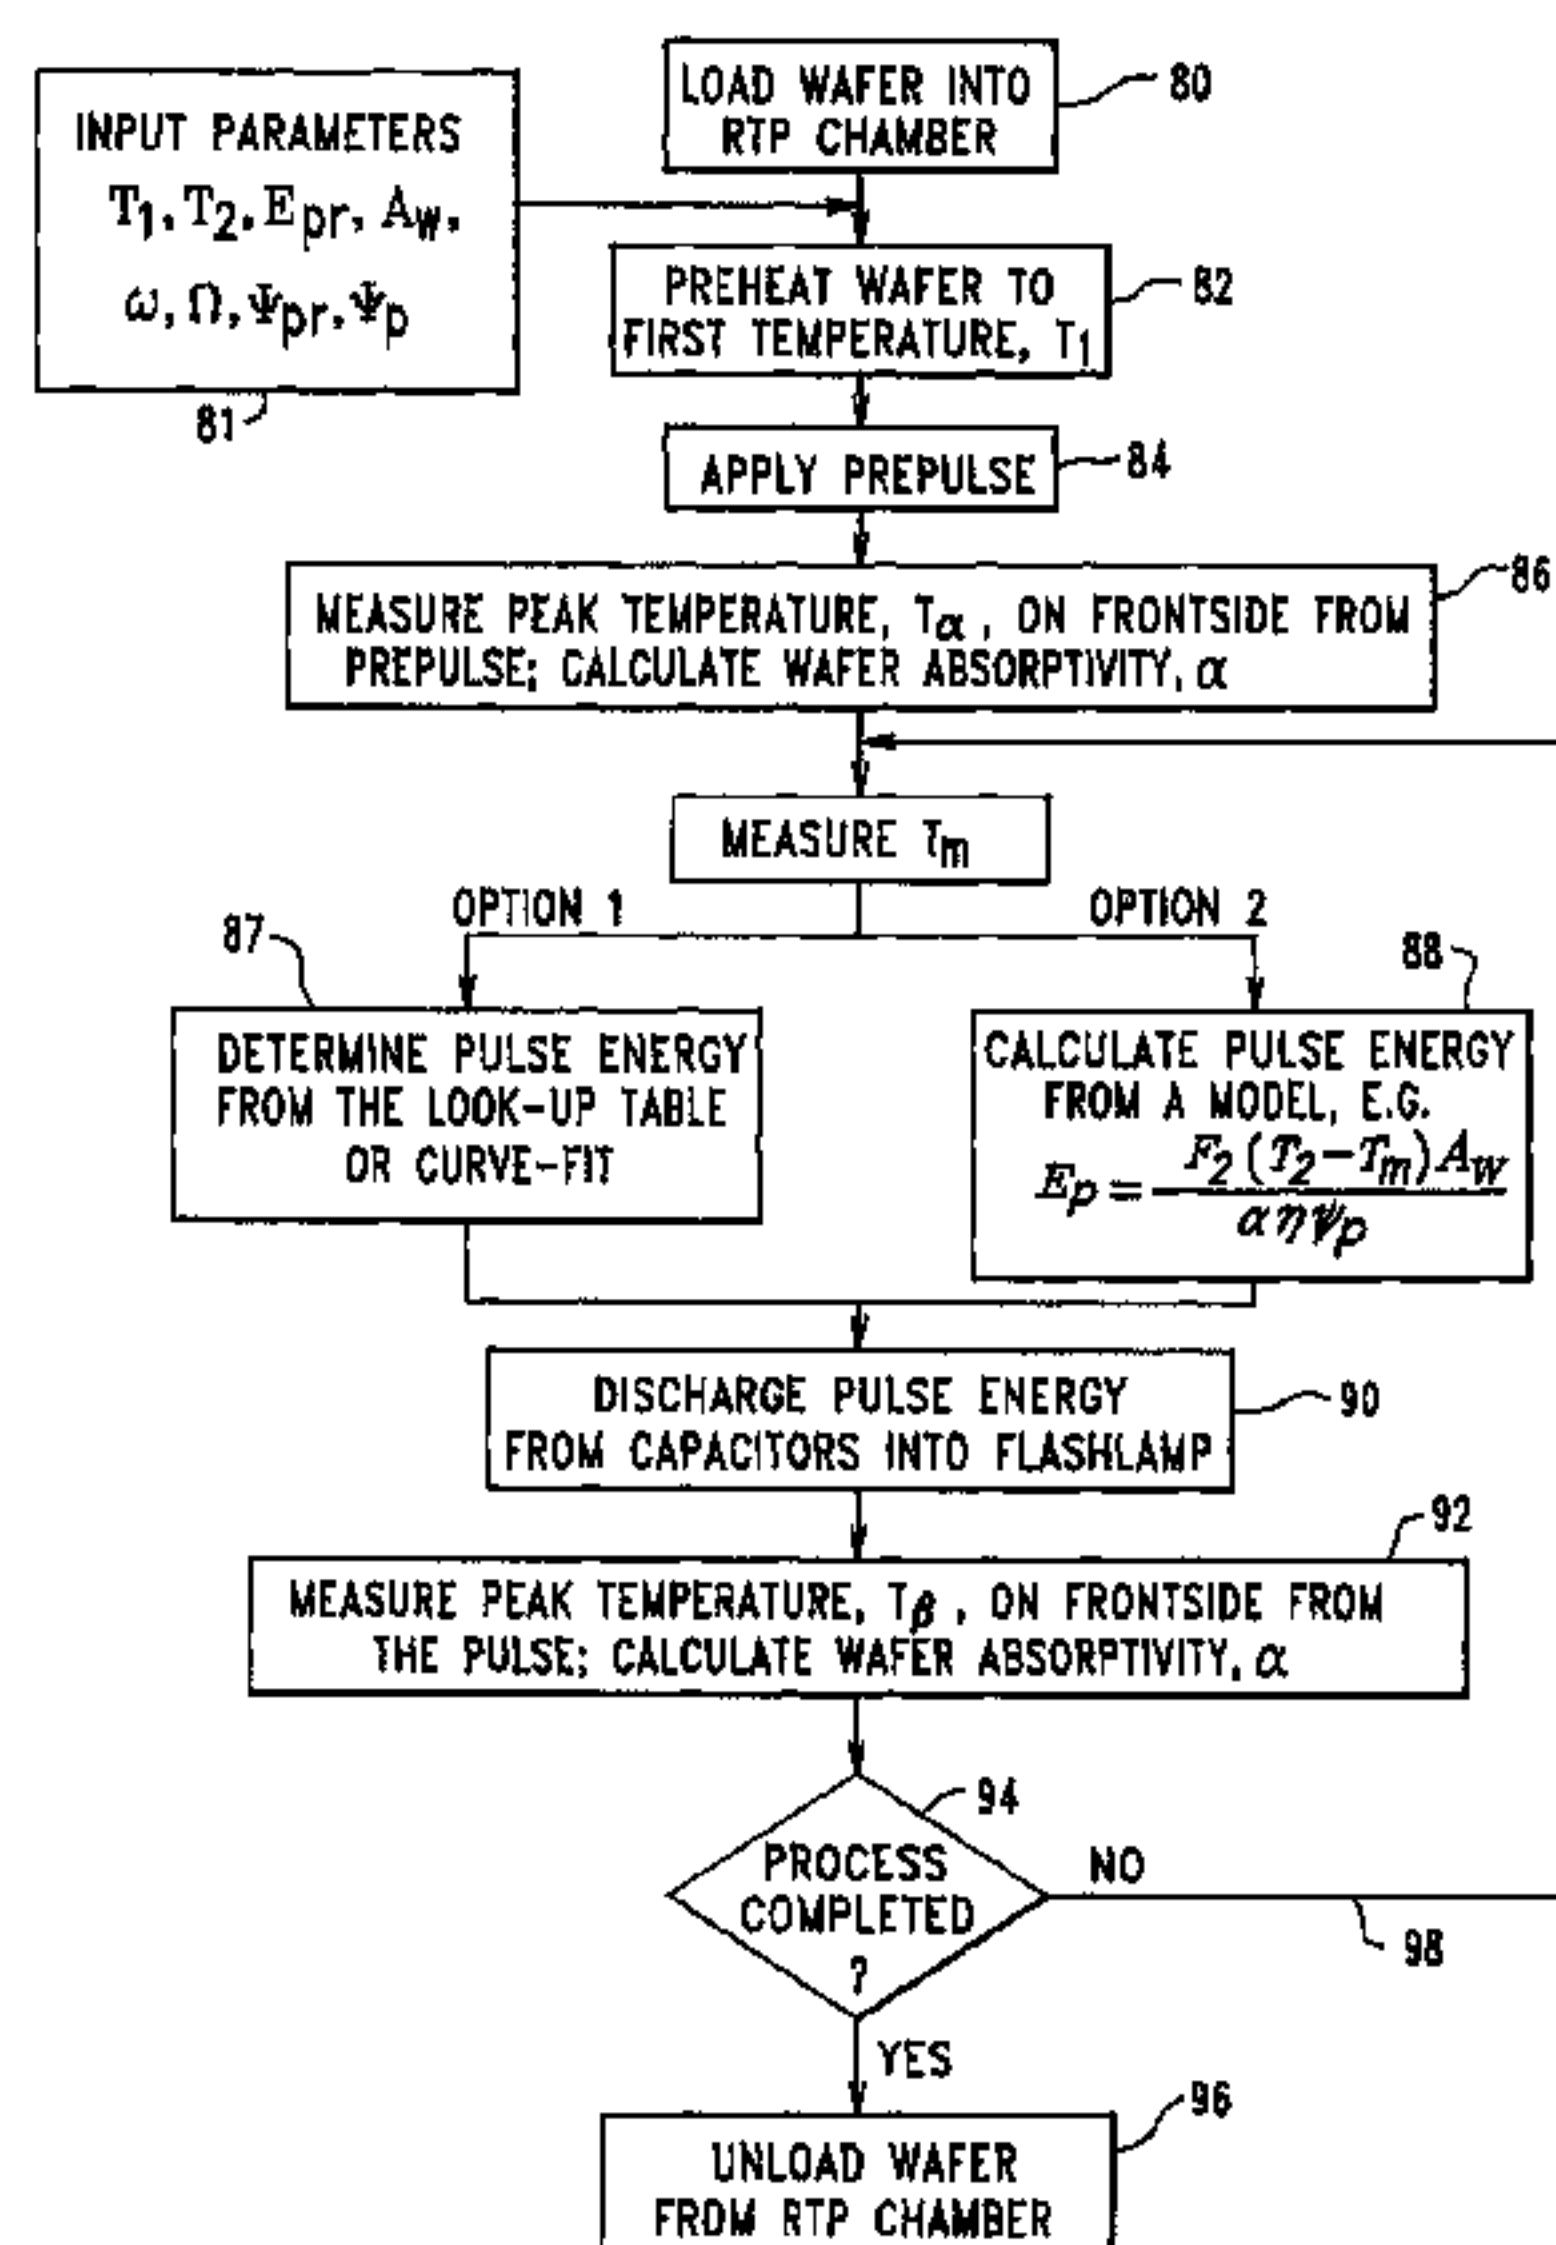 LOAD WAFER INTO
RTP CHAMBER
80
INPUT PARAMETERS
T1, T2, Epr, Aw,
ω, Ω, Ψpr, Ψp
81
PREHEAT WAFER TO
FIRST TEMPERATURE, T1
82
APPLY PREPULSE
84
86
MEASURE PEAK TEMPERATURE, Tα, ON FRONTSIDE FROM
PREPULSE; CALCULATE WAFER ABSORPTIVITY, α
MEASURE Tm
OPTION 1
OPTION 2
87
88
DETERMINE PULSE ENERGY
FROM THE LOOK-UP TABLE
OR CURVE-FIT
CALCULATE PULSE ENERGY
FROM A MODEL, E.G.
Ep = F2 (T2-Tm) Aw
α η ψp
DISCHARGE PULSE ENERGY
FROM CAPACITORS INTO FLASHLAMP
90
92
MEASURE PEAK TEMPERATURE, Tβ, ON FRONTSIDE FROM
THE PULSE; CALCULATE WAFER ABSORPTIVITY, α
94
PROCESS
COMPLETED
?
NO
98
YES
96
UNLOAD WAFER
FROM RTP CHAMBER